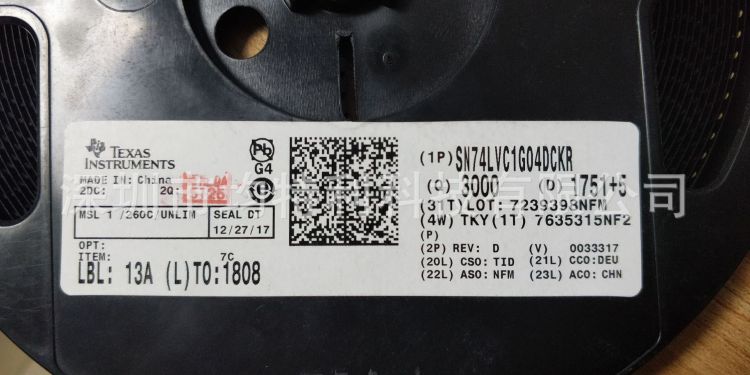 TEXAS
INSTRUMENTS
MADE IN: China
2DC: 2Q:
MSL 1 /260C/UNLIM SEAL DT
12/27/17
OPT:
ITEM: 7C
LBL: 13A (L)TO:1808
Pb
G4
(1P) SN74LVC1G04DCKR
(Q) 3000 (D) 1751+5
(31T) LOT: 7239393NFM
(4W) TKY(1T) 7635315NF2
(P)
(2P) REV: D (V) 0033317
(20L) CSO: TID (21L) CCO:DEU
(22L) ASO: NFM (23L) ACO: CHN